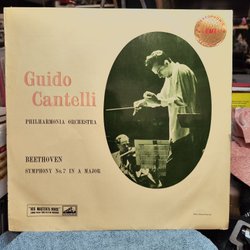 Guido
Cantelli
PHILHARMONIA ORCHESTRA
BEETHOVEN
SYMPHONY No. 7 IN A MAJOR
"HIS MASTER'S VOICE"